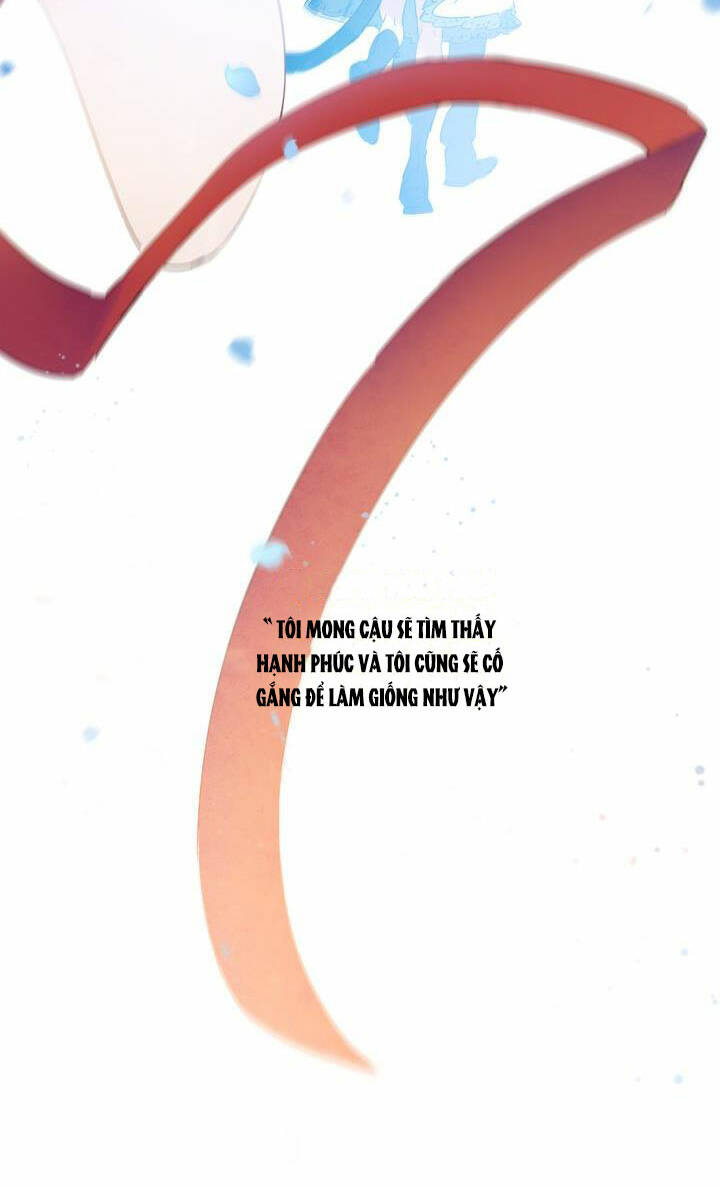 “TÔI MONG CẬU SẼ TÌM THẤY
HẠNH PHÚC VÀ TÔI CŨNG SẼ CỐ
GẮNG ĐỂ LÀM GIỐNG NHƯ VẬY”